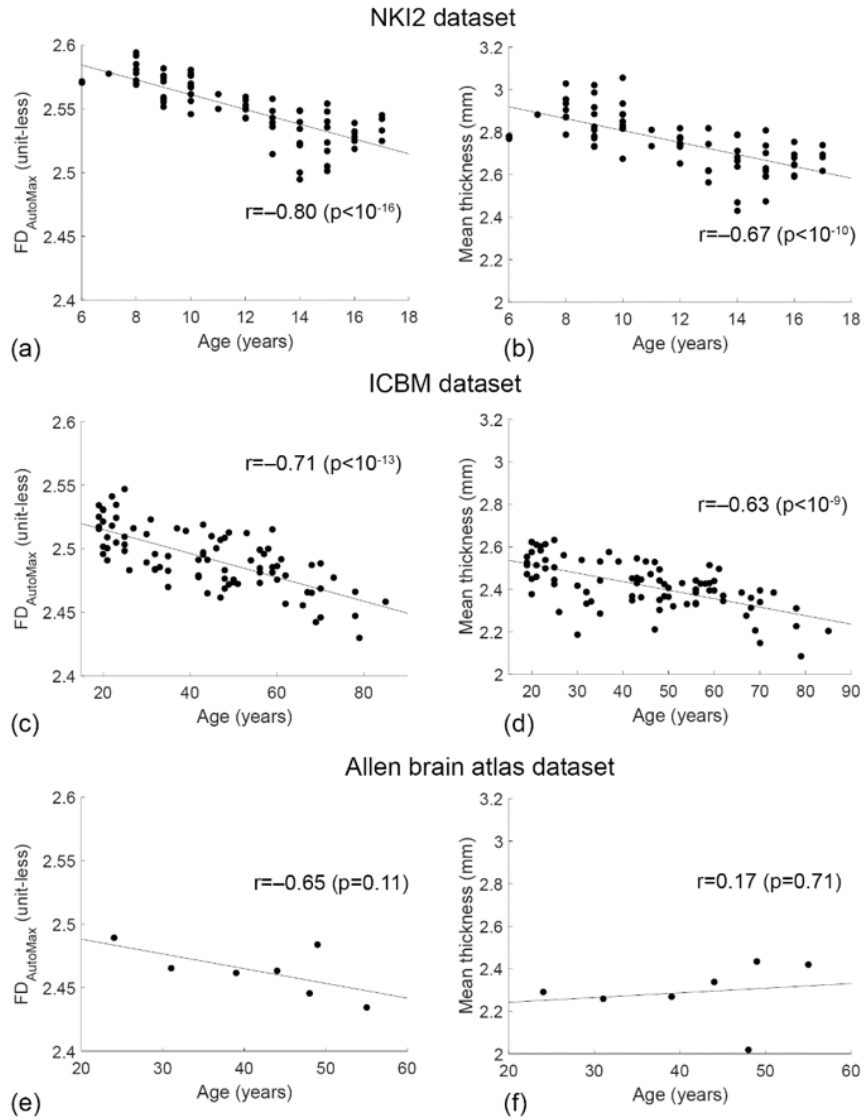 NKI2 dataset
2.6
2.55
2.5
2.45
2.4
FD_AutoMax (unit-less)
r=–0.80 (p<10^-16)
6 8 10 12 14 16 18
Age (years)
(a)
3.2
3
2.8
2.6
2.4
2.2
2
Mean thickness (mm)
r=–0.67 (p<10^-10)
6 8 10 12 14 16 18
Age (years)
(b)
ICBM dataset
2.6
2.55
2.5
2.45
2.4
FD_AutoMax (unit-less)
r=–0.71 (p<10^-13)
20 40 60 80
Age (years)
(c)
3.2
3
2.8
2.6
2.4
2.2
2
Mean thickness (mm)
r=–0.63 (p<10^-9)
20 30 40 50 60 70 80 90
Age (years)
(d)
Allen brain atlas dataset
2.6
2.55
2.5
2.45
2.4
FD_AutoMax (unit-less)
r=–0.65 (p=0.11)
20 30 40 50 60
Age (years)
(e)
3.2
3
2.8
2.6
2.4
2.2
2
Mean thickness (mm)
r=0.17 (p=0.71)
20 30 40 50 60
Age (years)
(f)